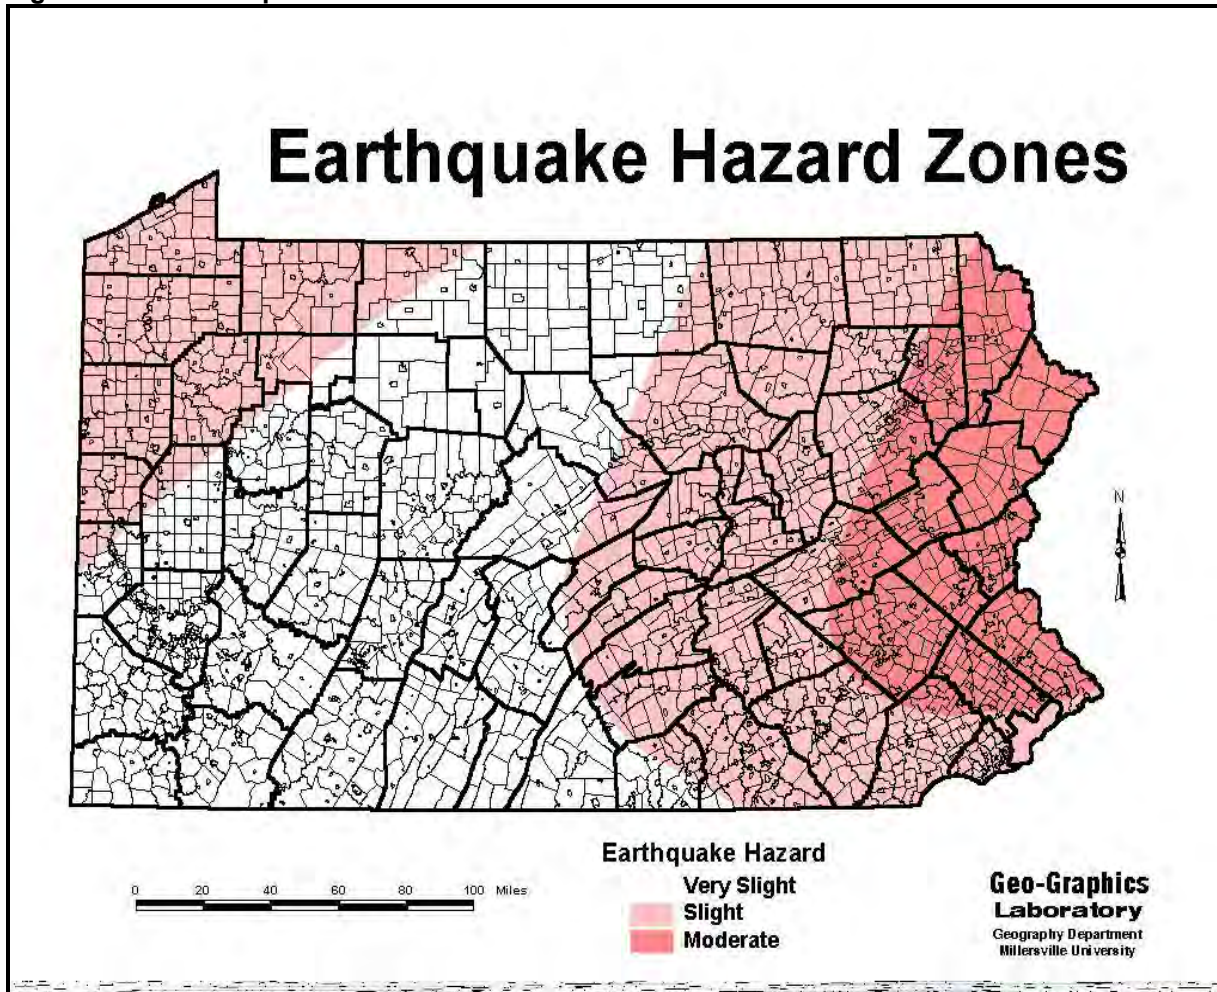 Earthquake Hazard Zones
N
Earthquake Hazard
0 20 40 60 80 100 Miles
Very Slight
Slight
Moderate
Geo-Graphics
Laboratory
Geography Department
Millersville University